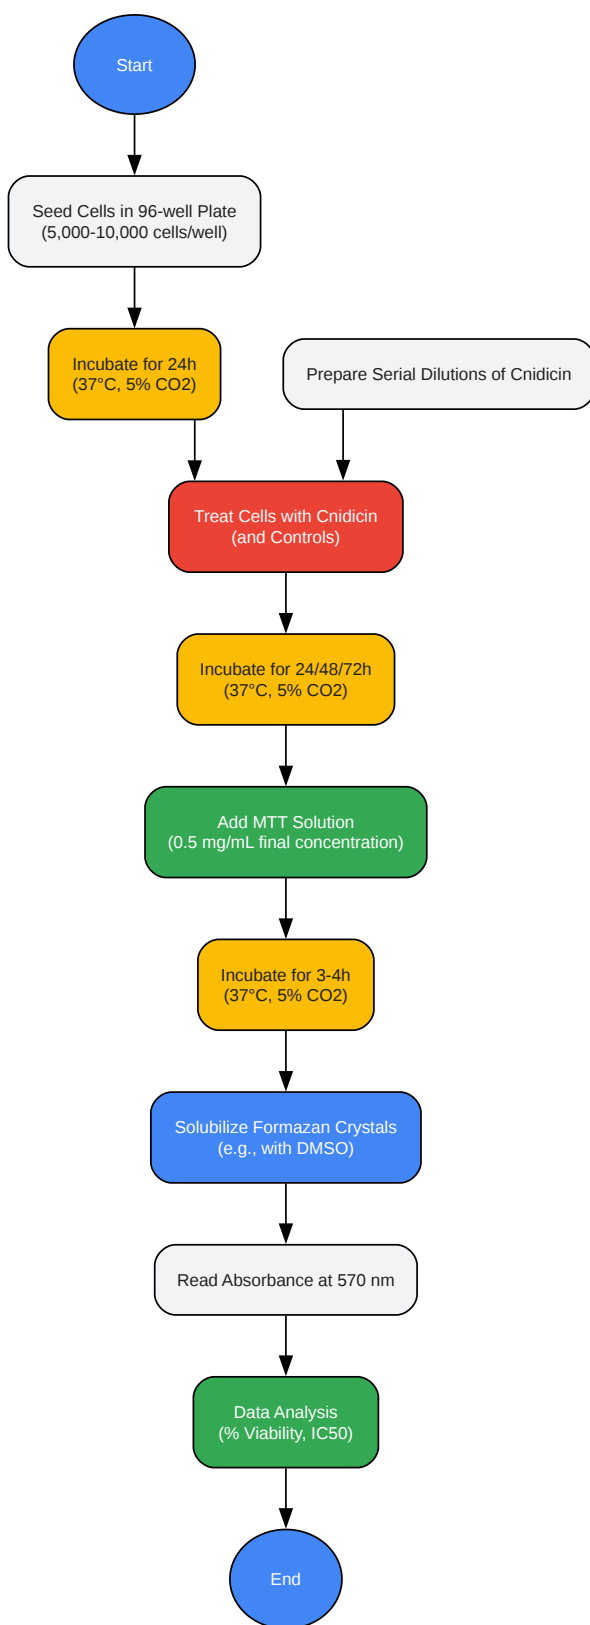 Start
Seed Cells in 96-well Plate
(5,000-10,000 cells/well)
Incubate for 24h
(37°C, 5% CO2)
Prepare Serial Dilutions of Cnidicin
Treat Cells with Cnidicin
(and Controls)
Incubate for 24/48/72h
(37°C, 5% CO2)
Add MTT Solution
(0.5 mg/mL final concentration)
Incubate for 3-4h
(37°C, 5% CO2)
Solubilize Formazan Crystals
(e.g., with DMSO)
Read Absorbance at 570 nm
Data Analysis
(% Viability, IC50)
End